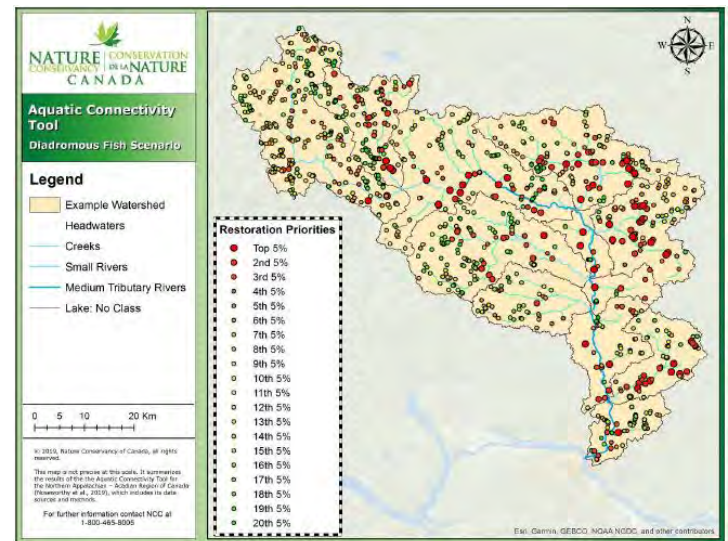 NATURE CONSERVATION
CONSERVANCY DE LA NATURE
CANADA
Aquatic Connectivity
Tool
Diadromous Fish Scenario
Legend
Example Watershed
Headwaters
Creeks
Small Rivers
Medium Tributary Rivers
Lake: No Class
0 5 10 20 Km
© 2019, Nature Conservancy of Canada, all rights
reserved.
This map is not precise at this scale. It summarizes
the results of the the Aquatic Connectivity Tool for
the Northern Appalachian – Acadian Region of Canada
(Noseworthy et al., 2019), which includes its data
sources and methods.
For further information contact NCC at
1-800-465-8005
Restoration Priorities
Top 5%
2nd 5%
3rd 5%
4th 5%
5th 5%
6th 5%
7th 5%
8th 5%
9th 5%
10th 5%
11th 5%
12th 5%
13th 5%
14th 5%
15th 5%
16th 5%
17th 5%
18th 5%
19th 5%
20th 5%
N
W E
S
Esri, Garmin, GEBCO, NOAA NGDC, and other contributors